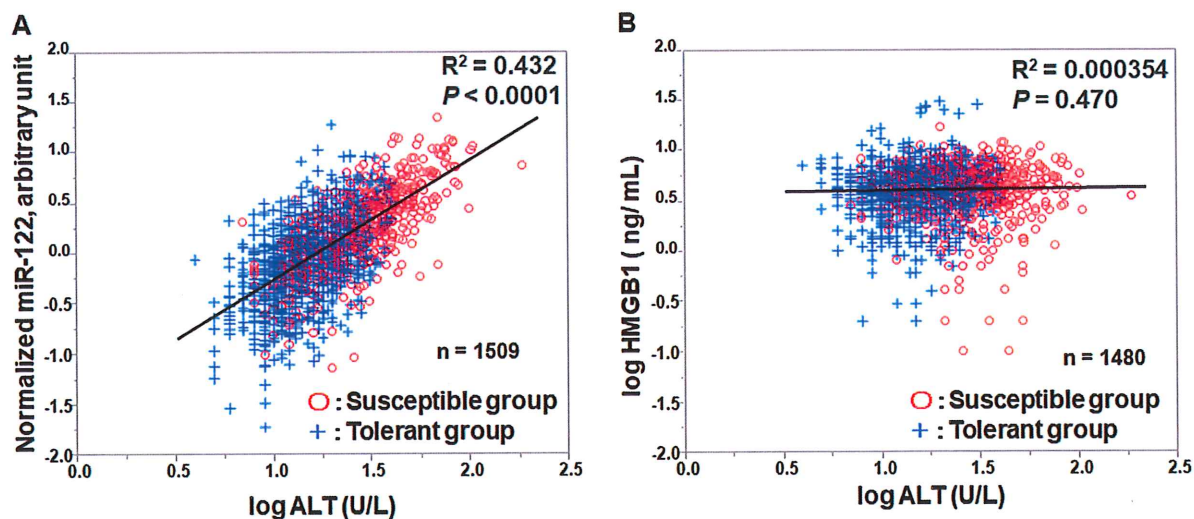 A
Normalized miR-122, arbitrary unit
2.0
1.5
1.0
0.5
0.0
-0.5
-1.0
-1.5
-2.0
R² = 0.432
P < 0.0001
n = 1509
O : Susceptible group
+ : Tolerant group
0.0 0.5 1.0 1.5 2.0 2.5
log ALT (U/L)
B
log HMGB1 ( ng/mL)
2.0
1.5
1.0
0.5
0.0
-0.5
-1.0
-1.5
-2.0
R² = 0.000354
P = 0.470
n = 1480
O : Susceptible group
+ : Tolerant group
0.0 0.5 1.0 1.5 2.0 2.5
log ALT (U/L)